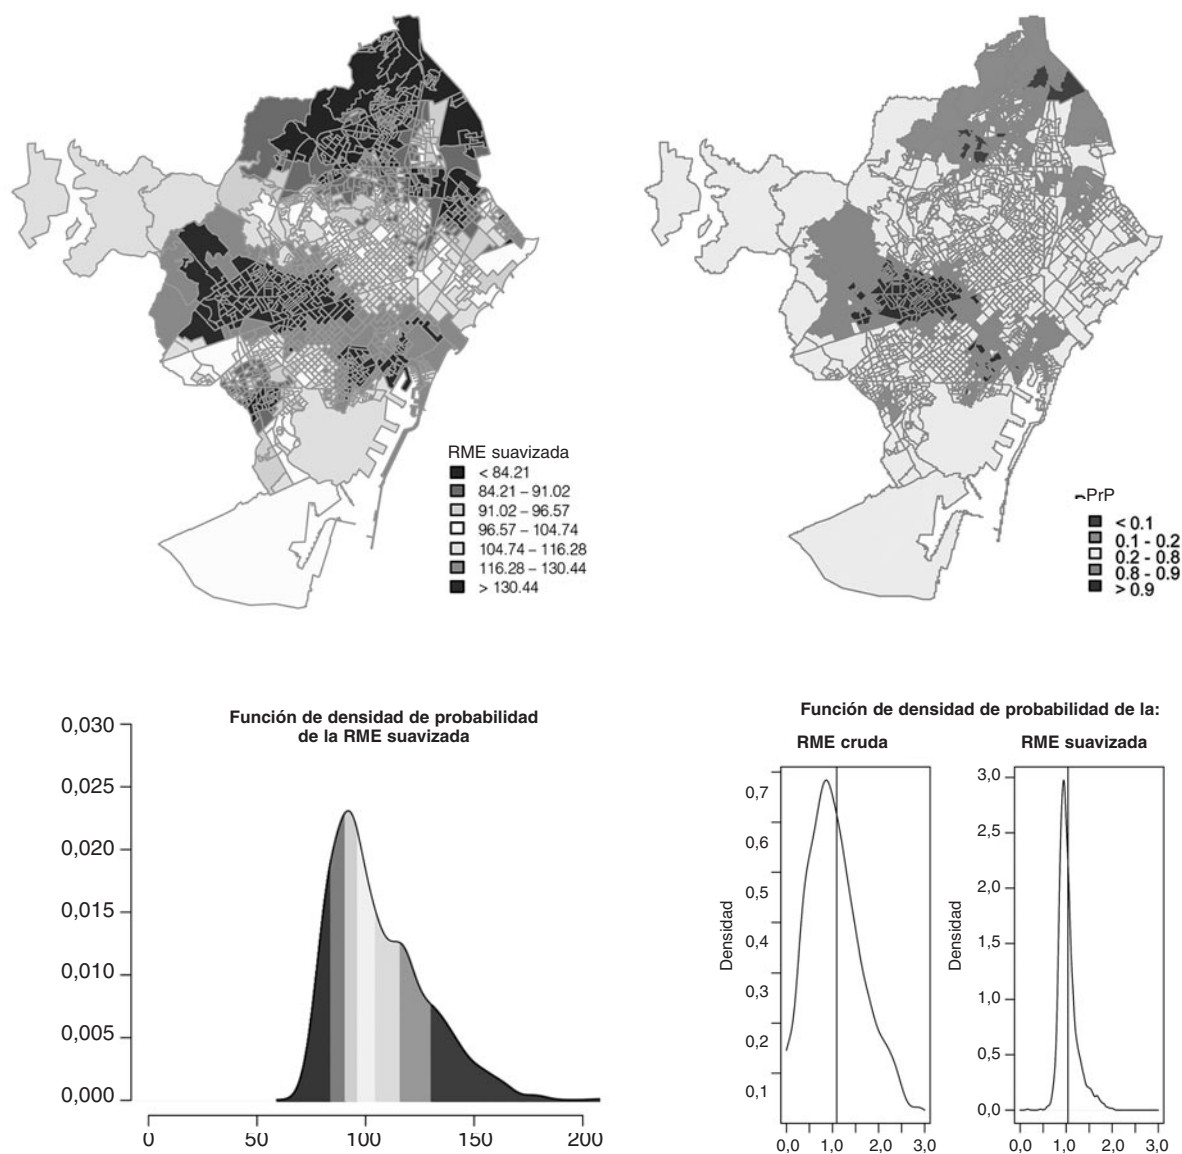 RME suavizada
< 84.21
84.21 – 91.02
91.02 – 96.57
96.57 – 104.74
104.74 – 116.28
116.28 – 130.44
> 130.44
PrP
< 0.1
0.1 - 0.2
0.2 - 0.8
0.8 - 0.9
> 0.9
Función de densidad de probabilidad
de la RME suavizada
0,030
0,025
0,020
0,015
0,010
0,005
0,000
0 50 100 150 200
Función de densidad de probabilidad de la:
RME cruda
Densidad
0,7
0,6
0,5
0,4
0,3
0,2
0,1
0,0 1,0 2,0 3,0
RME suavizada
Densidad
3,0
2,5
2,0
1,5
1,0
0,5
0,0
0,0 1,0 2,0 3,0